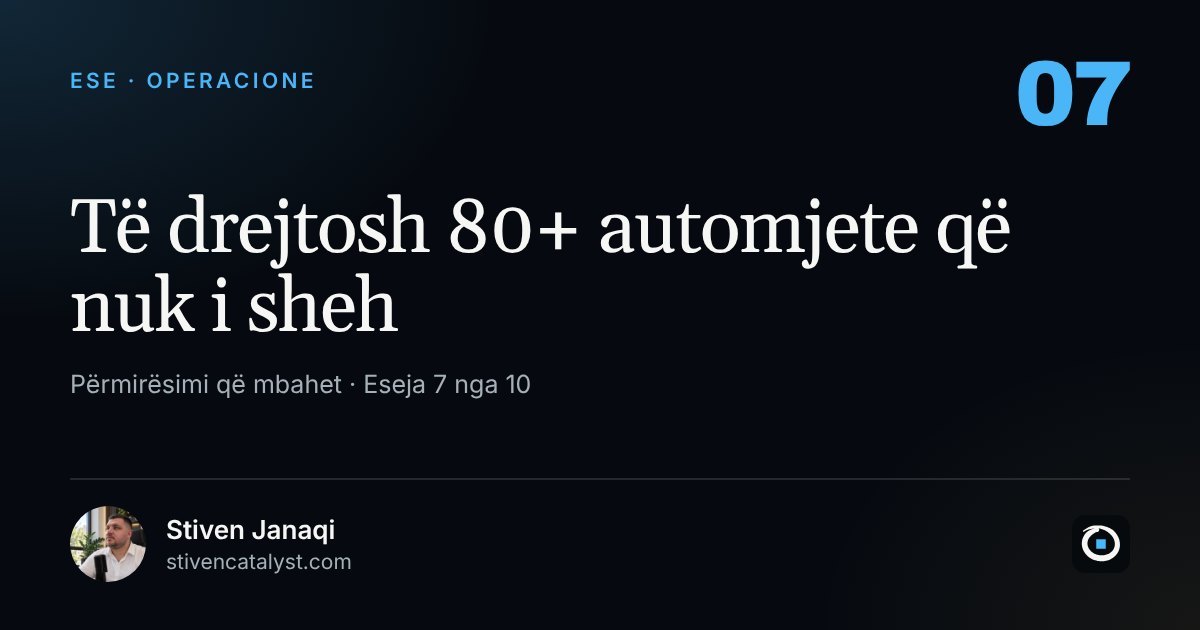 ESE · OPERACIONE
07
Të drejtosh 80+ automjete që
nuk i sheh
Përmirësimi që mbahet · Eseja 7 nga 10
Stiven Janaqi
stivencatalyst.com